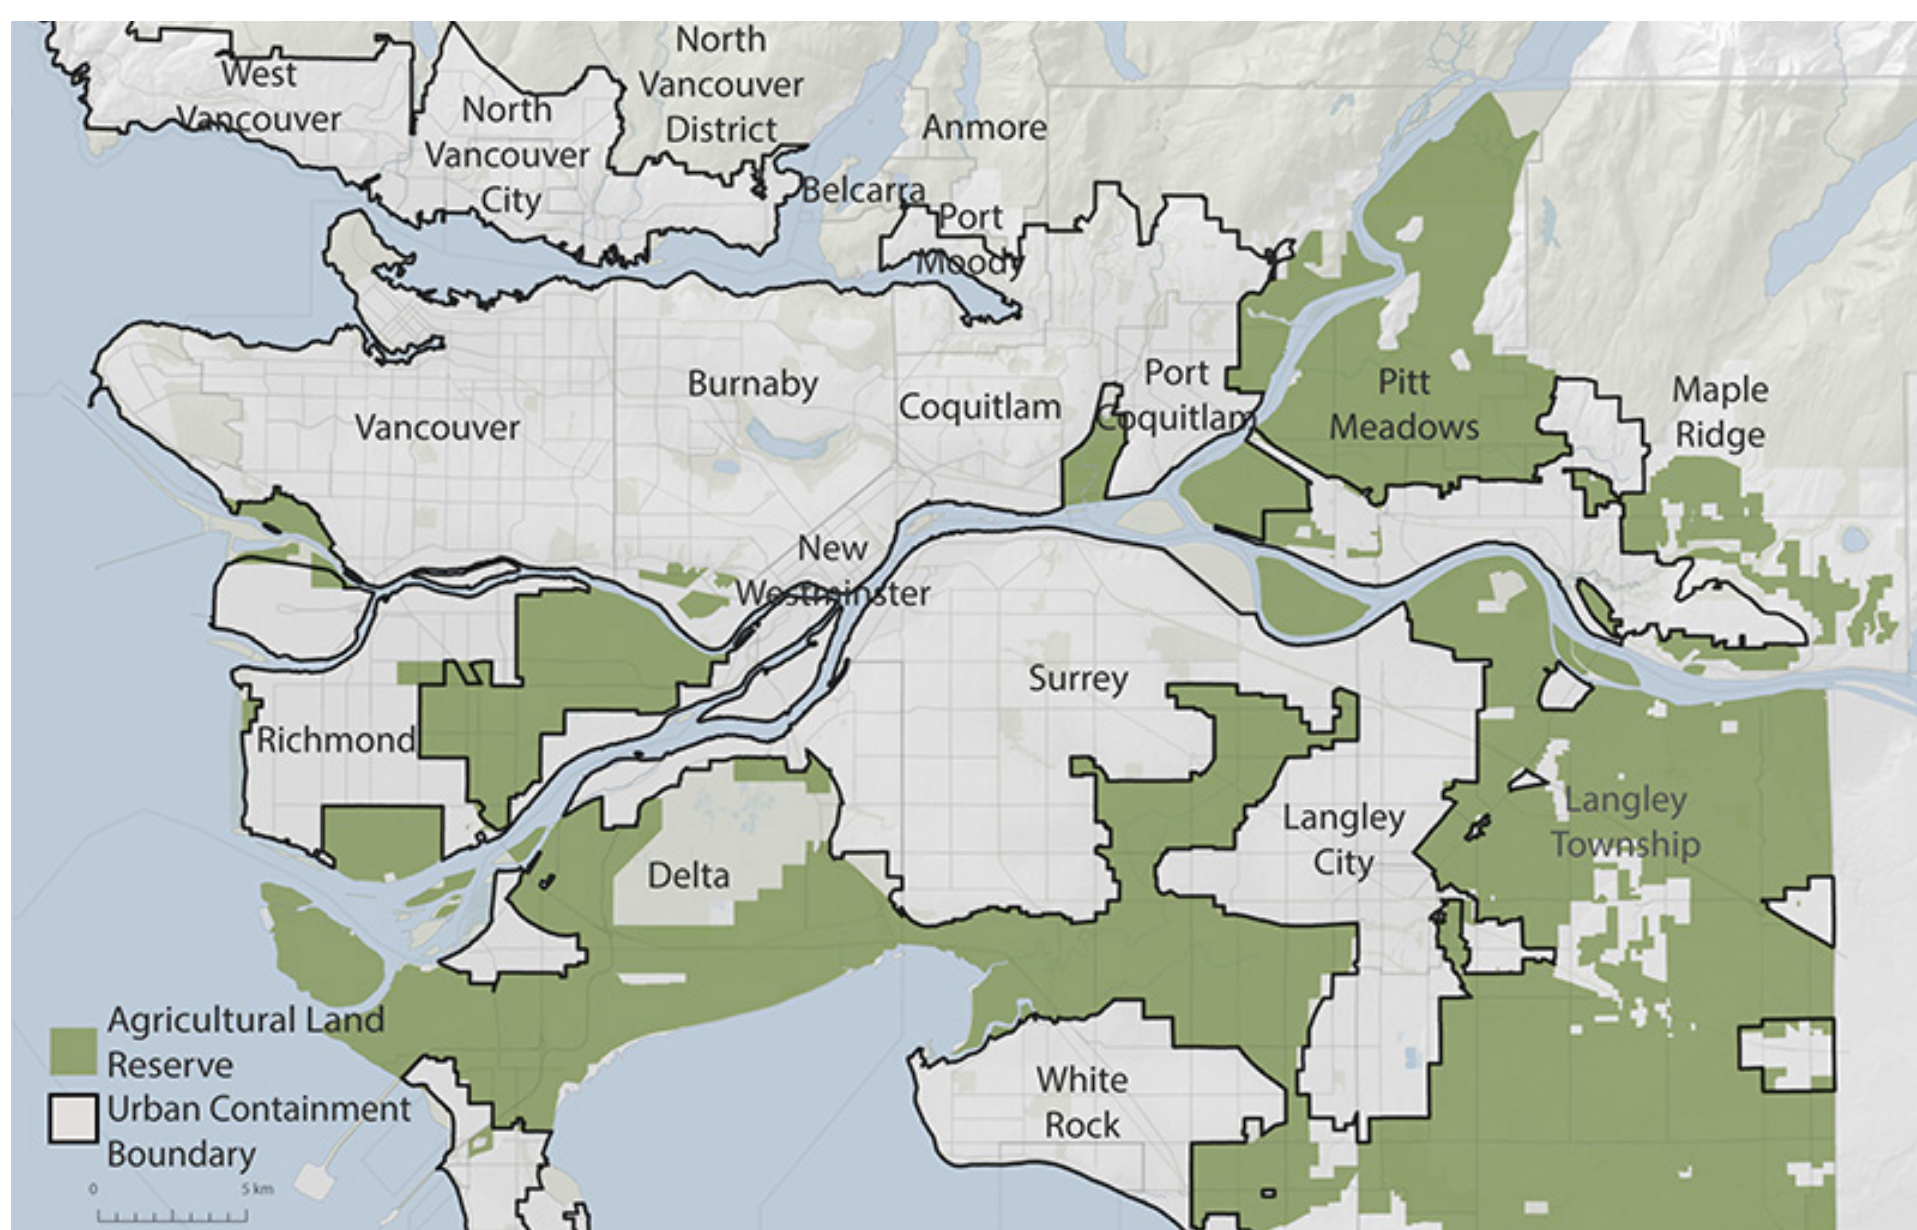 West
Vancouver
North
Vancouver
City
North
Vancouver
District
Anmore
Belcarra
Port
Moody
Vancouver
Burnaby
Coquitlam
Port
Coquitlam
Pitt
Meadows
Maple
Ridge
New
Westminster
Richmond
Surrey
Delta
Langley
City
Langley
Township
White
Rock
Agricultural Land
Reserve
Urban Containment
Boundary
0 5 km